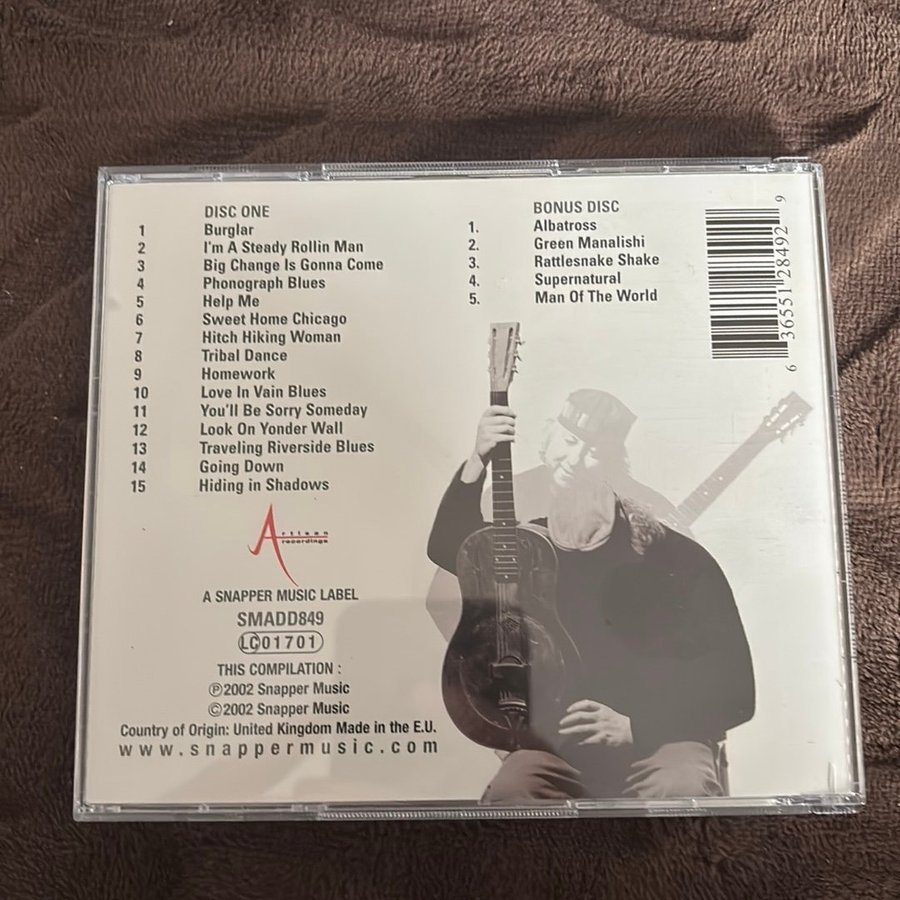 DISC ONE
1 Burglar
2 I'm A Steady Rollin Man
3 Big Change Is Gonna Come
4 Phonograph Blues
5 Help Me
6 Sweet Home Chicago
7 Hitch Hiking Woman
8 Tribal Dance
9 Homework
10 Love In Vain Blues
11 You'll Be Sorry Someday
12 Look On Yonder Wall
13 Traveling Riverside Blues
14 Going Down
15 Hiding in Shadows
BONUS DISC
1. Albatross
2. Green Manalishi
3. Rattlesnake Shake
4. Supernatural
5. Man Of The World
6 36551 28492 9
Artisan
recordings
A SNAPPER MUSIC LABEL
SMADD849
LC01701
THIS COMPILATION :
℗2002 Snapper Music
©2002 Snapper Music
Country of Origin: United Kingdom Made in the E.U.
www.snappermusic.com